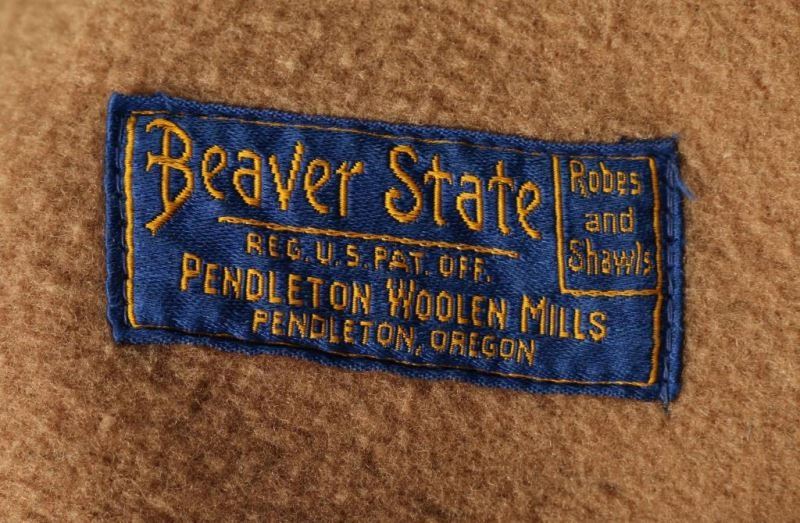 Beaver State
REG. U.S. PAT. OFF.
PENDLETON WOOLEN MILLS
PENDLETON, OREGON
Robes
and
Shawls